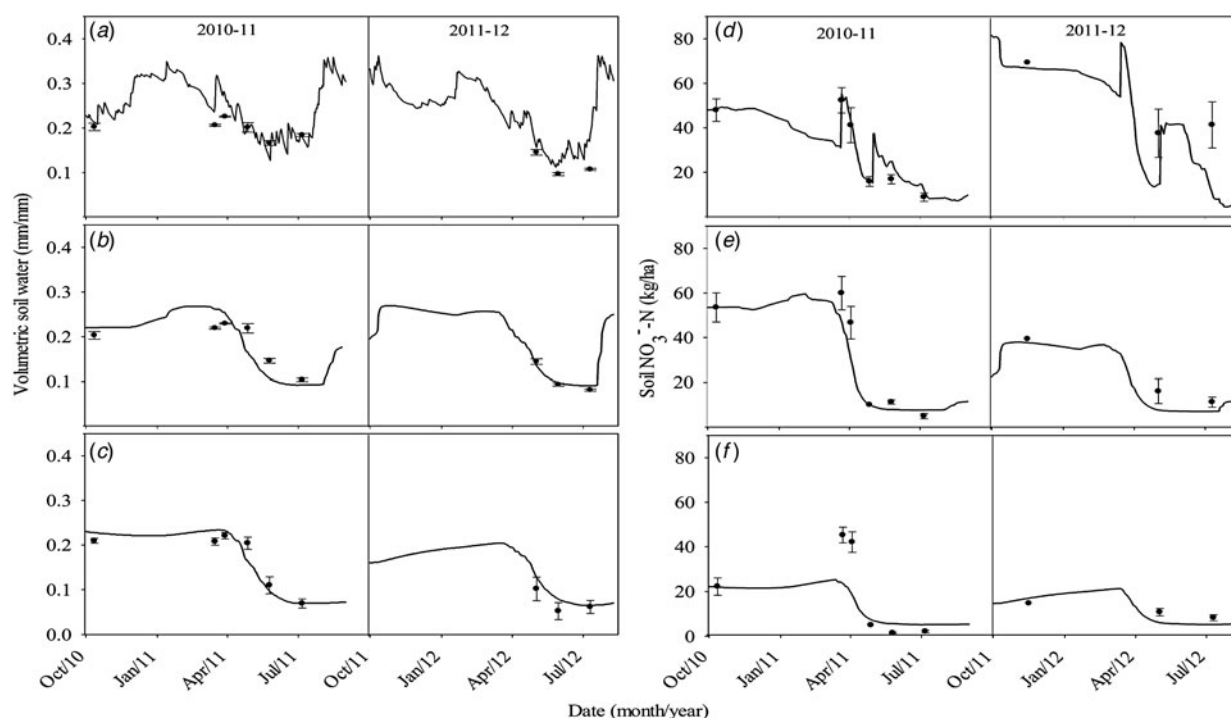 (a)
2010-11
2011-12
0.4
0.3
0.2
0.1
(b)
0.4
0.3
0.2
0.1
(c)
0.4
0.3
0.2
0.1
0.0
Volumetric soil water (mm/mm)
Oct/10
Jan/11
Apr/11
Jul/11
Oct/11
Jan/12
Apr/12
Jul/12
(d)
2010-11
2011-12
80
60
40
20
(e)
80
60
40
20
(f)
80
60
40
20
0
Soil NO3⁻-N (kg/ha)
Oct/10
Jan/11
Apr/11
Jul/11
Oct/11
Jan/12
Apr/12
Jul/12
Date (month/year)